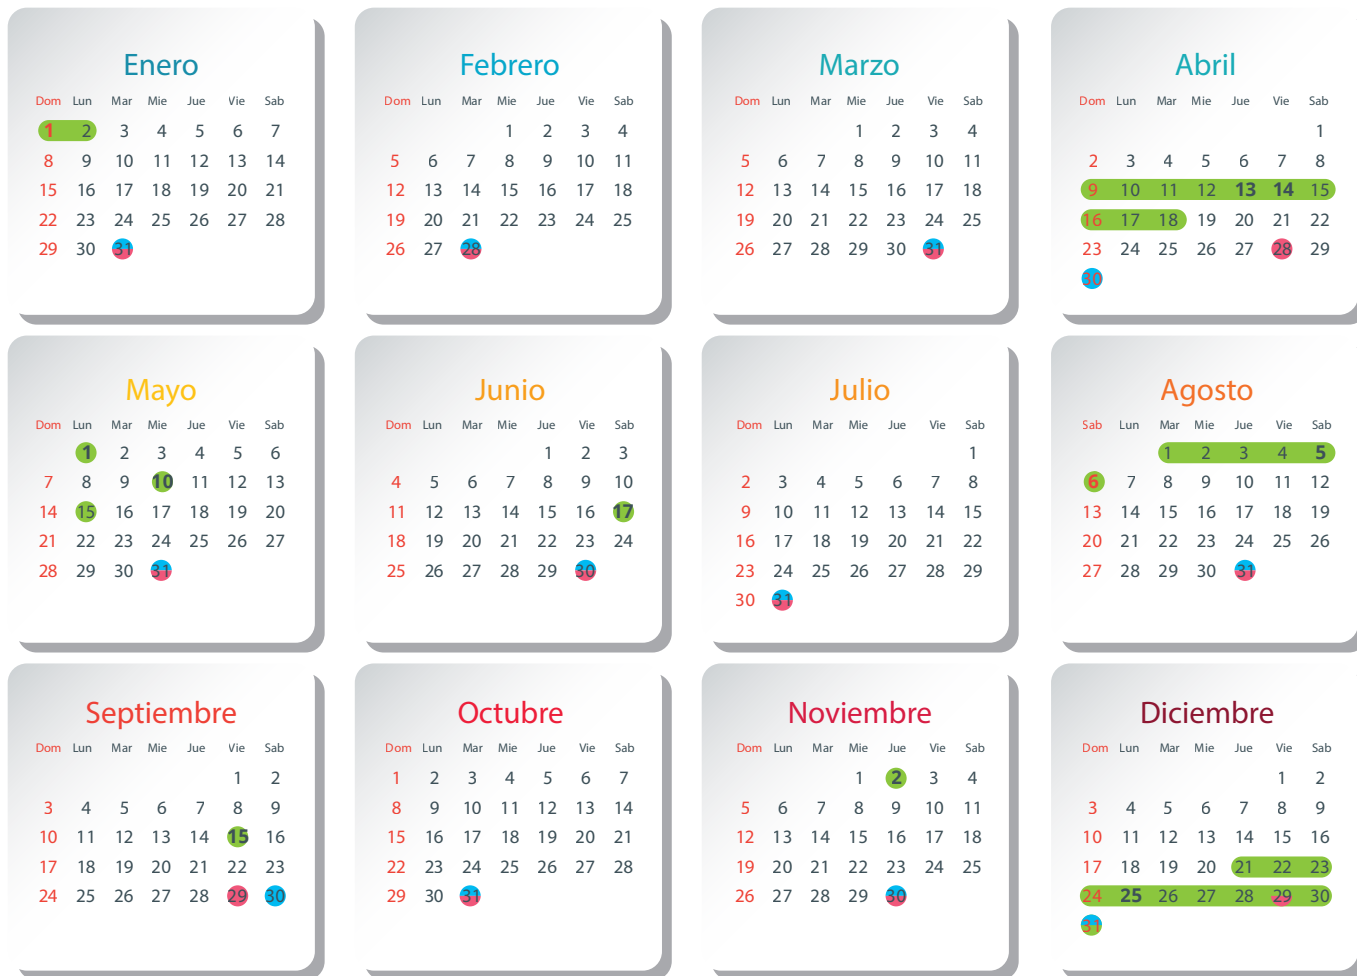 Enero
Dom Lun Mar Mie Jue Vie Sab
1 2 3 4 5 6 7
8 9 10 11 12 13 14
15 16 17 18 19 20 21
22 23 24 25 26 27 28
29 30 31
Febrero
Dom Lun Mar Mie Jue Vie Sab
1 2 3 4
5 6 7 8 9 10 11
12 13 14 15 16 17 18
19 20 21 22 23 24 25
26 27 28
Marzo
Dom Lun Mar Mie Jue Vie Sab
1 2 3 4
5 6 7 8 9 10 11
12 13 14 15 16 17 18
19 20 21 22 23 24 25
26 27 28 29 30 31
Abril
Dom Lun Mar Mie Jue Vie Sab
1
2 3 4 5 6 7 8
9 10 11 12 13 14 15
16 17 18 19 20 21 22
23 24 25 26 27 28 29
30
Mayo
Dom Lun Mar Mie Jue Vie Sab
1 2 3 4 5 6
7 8 9 10 11 12 13
14 15 16 17 18 19 20
21 22 23 24 25 26 27
28 29 30 31
Junio
Dom Lun Mar Mie Jue Vie Sab
1 2 3
4 5 6 7 8 9 10
11 12 13 14 15 16 17
18 19 20 21 22 23 24
25 26 27 28 29 30
Julio
Dom Lun Mar Mie Jue Vie Sab
1
2 3 4 5 6 7 8
9 10 11 12 13 14 15
16 17 18 19 20 21 22
23 24 25 26 27 28 29
30 31
Agosto
Sab Lun Mar Mie Jue Vie Sab
1 2 3 4 5
6 7 8 9 10 11 12
13 14 15 16 17 18 19
20 21 22 23 24 25 26
27 28 29 30 31
Septiembre
Dom Lun Mar Mie Jue Vie Sab
1 2
3 4 5 6 7 8 9
10 11 12 13 14 15 16
17 18 19 20 21 22 23
24 25 26 27 28 29 30
Octubre
Dom Lun Mar Mie Jue Vie Sab
1 2 3 4 5 6 7
8 9 10 11 12 13 14
15 16 17 18 19 20 21
22 23 24 25 26 27 28
29 30 31
Noviembre
Dom Lun Mar Mie Jue Vie Sab
1 2 3 4
5 6 7 8 9 10 11
12 13 14 15 16 17 18
19 20 21 22 23 24 25
26 27 28 29 30
Diciembre
Dom Lun Mar Mie Jue Vie Sab
1 2
3 4 5 6 7 8 9
10 11 12 13 14 15 16
17 18 19 20 21 22 23
24 25 26 27 28 29 30
31